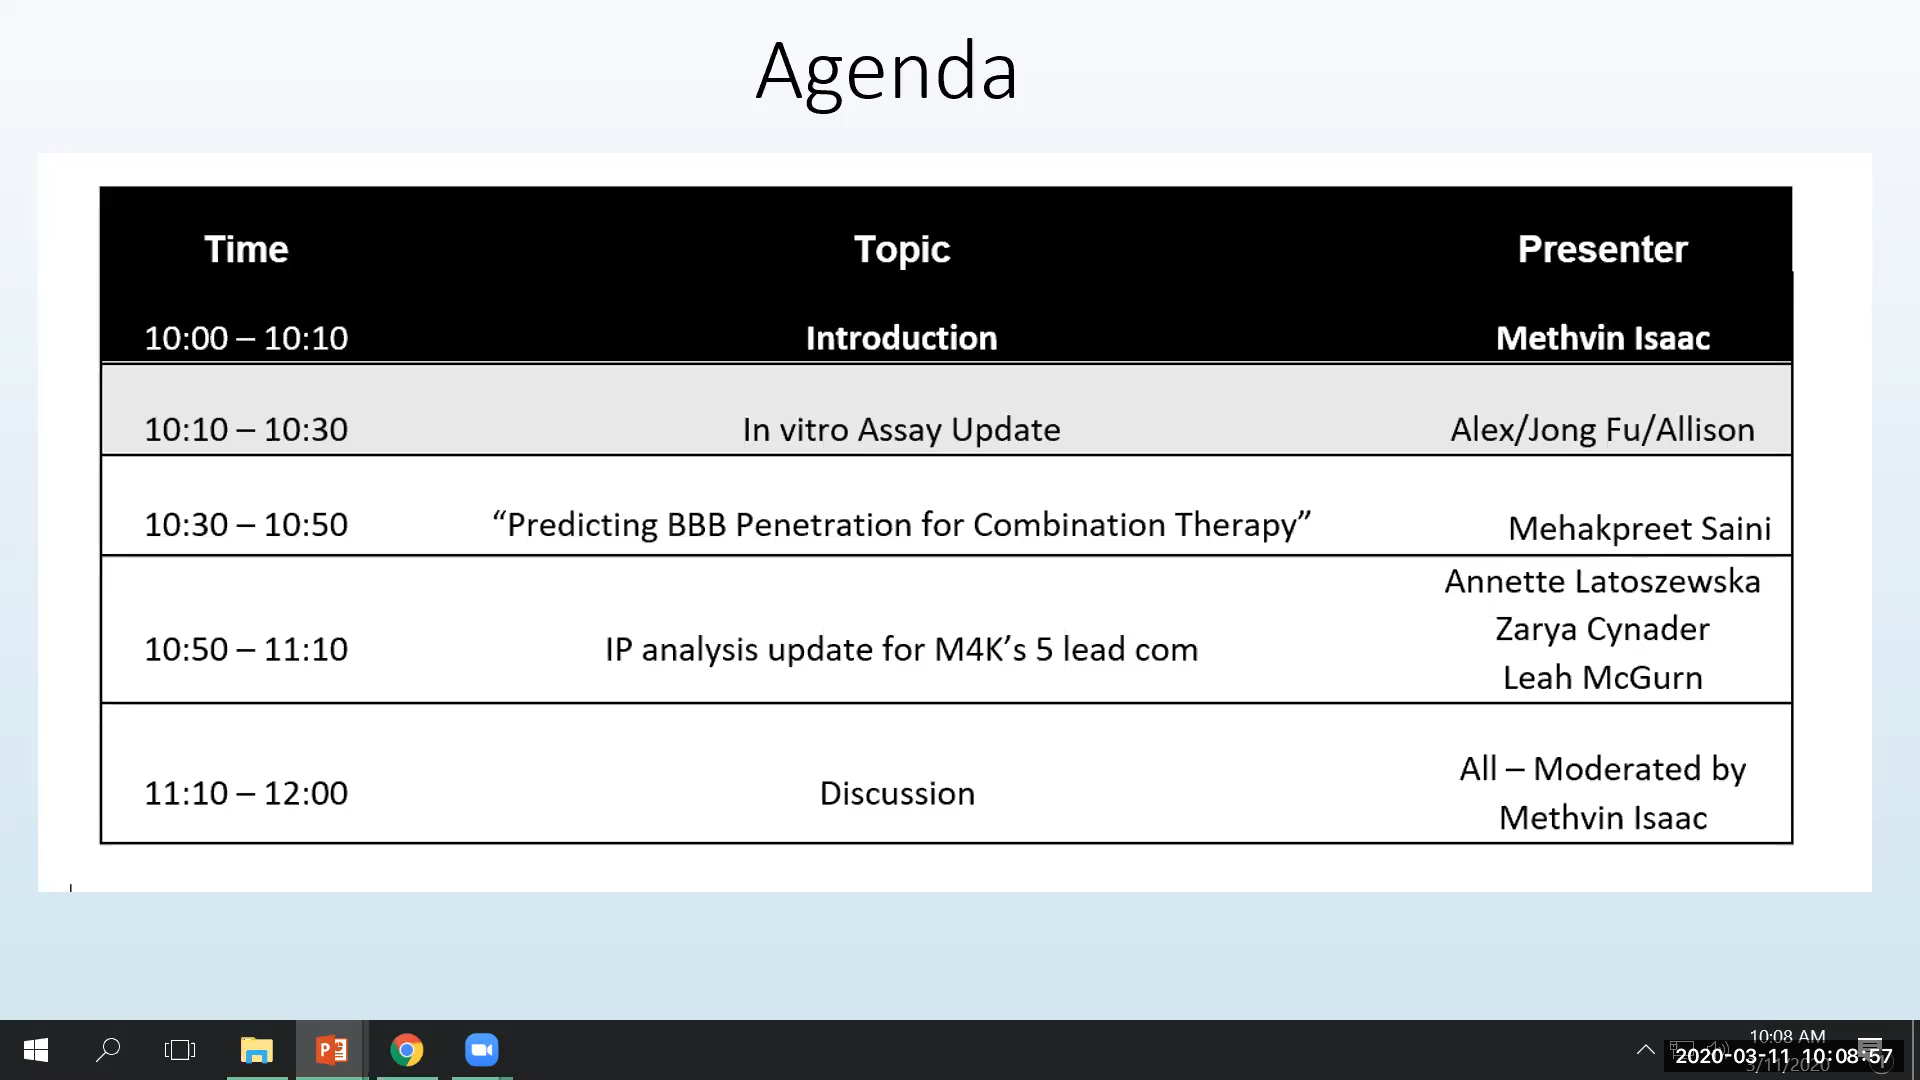 Agenda
Time Topic Presenter
10:00 – 10:10 Introduction Methvin Isaac
10:10 – 10:30 In vitro Assay Update Alex/Jong Fu/Allison
10:30 – 10:50 “Predicting BBB Penetration for Combination Therapy” Mehakpreet Saini
10:50 – 11:10 IP analysis update for M4K’s 5 lead com Annette Latoszewska
Zarya Cynader
Leah McGurn
11:10 – 12:00 Discussion All – Moderated by
Methvin Isaac
10:08 AM
2020-03-11 10:08:57
3/11/2020